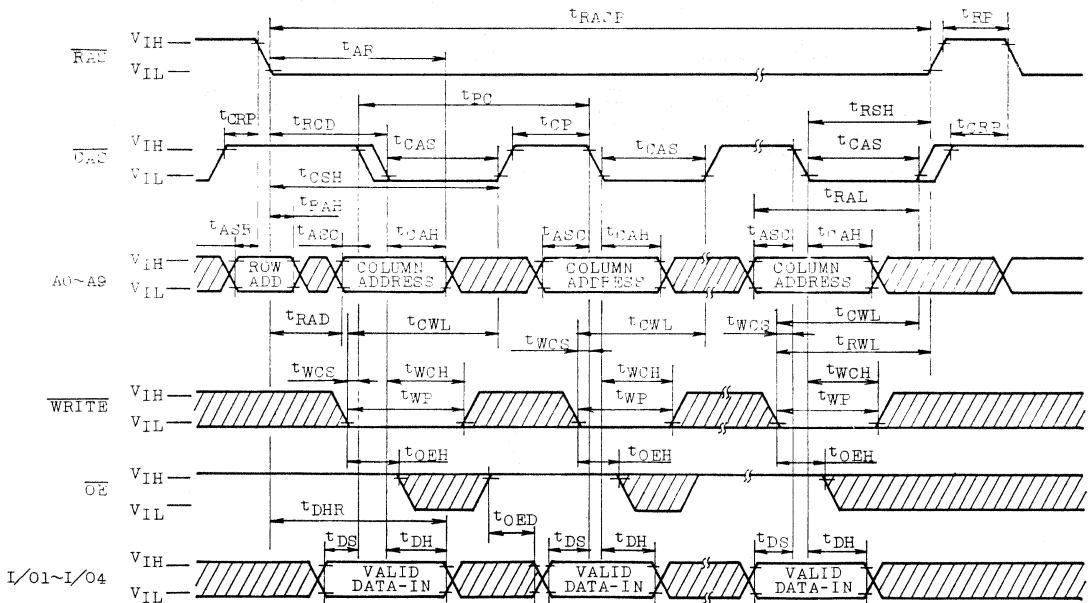 tRASP tRP
RAS VIH
VIL
tAR
tPC
tCRP tRCD tCP tRSH tCRP
CAS VIH
VIL
tCAS tCAS tCAS
tCSH
tRAH tRAL
tASR tASC tCAH tASC tCAH tASC tCAH
A0~A9 VIH
VIL
ROW ADD
COLUMN ADDRESS
COLUMN ADDRESS
COLUMN ADDRESS
tRAD tCWL tCWL tWCS tCWL
tWCS tRWL
tWCS tWCH tWCH tWCH
WRITE VIH
VIL
tWP tWP tWP
tOEH tOEH tOEH
OE VIH
VIL
tDHR tOED
tDS tDH tDS tDH tDS tDH
I/O1~I/O4 VIH
VIL
VALID DATA-IN
VALID DATA-IN
VALID DATA-IN